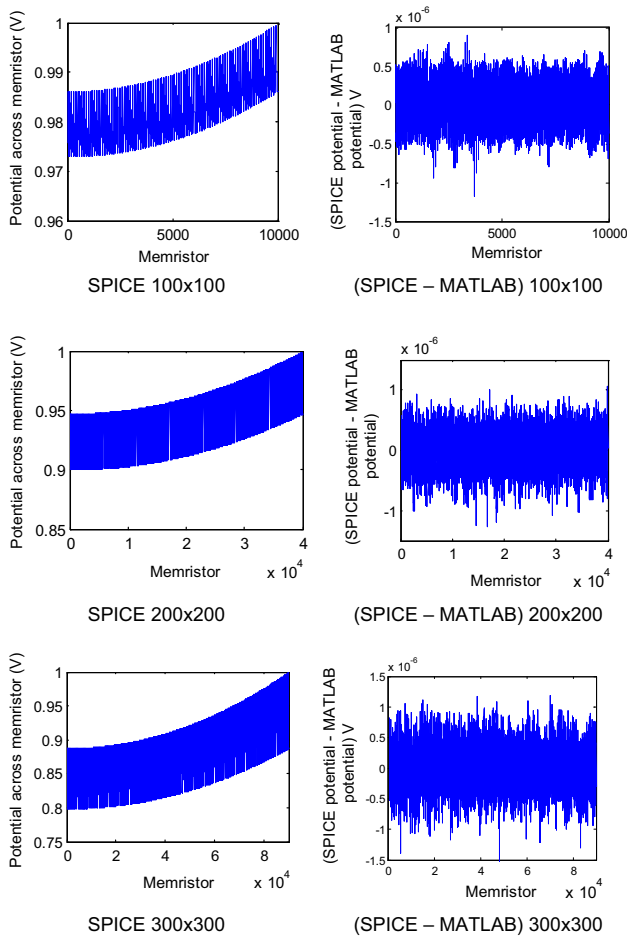 Potential across memristor (V)
1
0.99
0.98
0.97
0.96
0
5000
10000
Memristor
SPICE 100x100
x 10^-6
(SPICE potential - MATLAB
potential) V
1
0.5
0
-0.5
-1
-1.5
0
5000
10000
Memristor
(SPICE – MATLAB) 100x100
Potential across memristor (V)
1
0.95
0.9
0.85
0
1
2
3
4
Memristor
x 10^4
SPICE 200x200
x 10^-6
(SPICE potential - MATLAB
potential)
1
0
-1
0
1
2
3
4
Memristor
x 10^4
(SPICE – MATLAB) 200x200
Potential across memristor (V)
1
0.95
0.9
0.85
0.8
0.75
0
2
4
6
8
Memristor
x 10^4
SPICE 300x300
x 10^-6
(SPICE potential - MATLAB
potential) V
1.5
1
0.5
0
-0.5
-1
-1.5
0
2
4
6
8
Memristor
x 10^4
(SPICE – MATLAB) 300x300